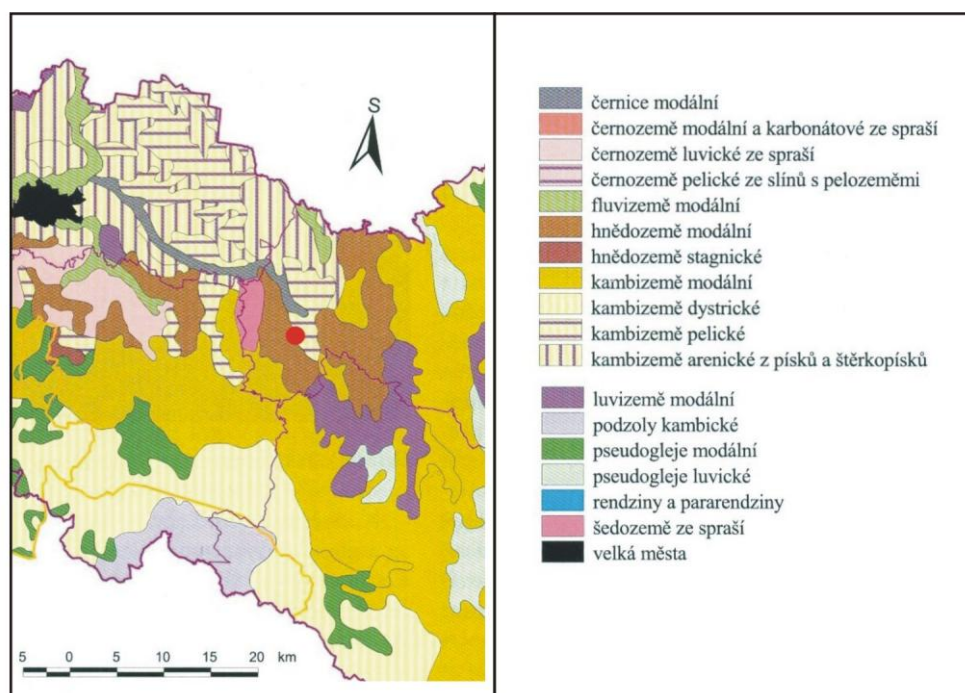 S
5 0 5 10 15 20 km
černice modální
černozemě modální a karbonátové ze spraší
černozemě luvické ze spraší
černozemě pelické ze slínů s pelozeměmi
fluvizemě modální
hnědozemě modální
hnědozemě stagnické
kambizemě modální
kambizemě dystrické
kambizemě pelické
kambizemě arenické z písků a štěrkopísků
luvizemě modální
podzoly kambické
pseudogleje modální
pseudogleje luvické
rendziny a pararendziny
šedozemě ze spraší
velká města